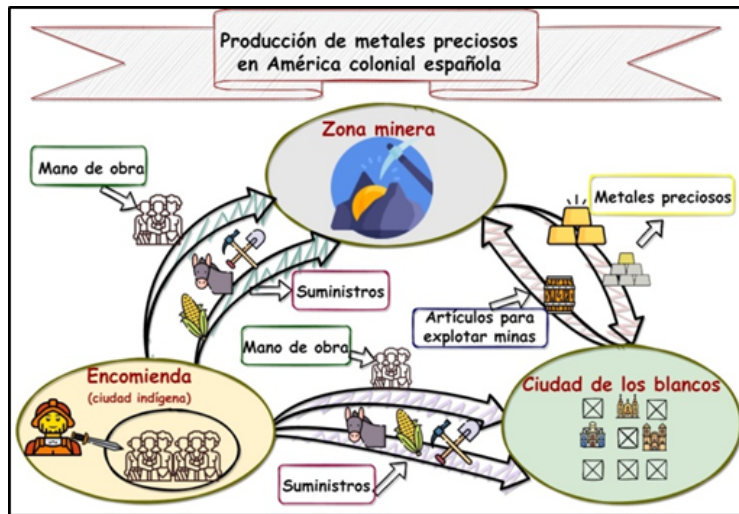 Producción de metales preciosos
en América colonial española
Zona minera
Mano de obra
Metales preciosos
Suministros
Artículos para
explotar minas
Mano de obra
Encomienda
(ciudad indígena)
Ciudad de los blancos
Suministros